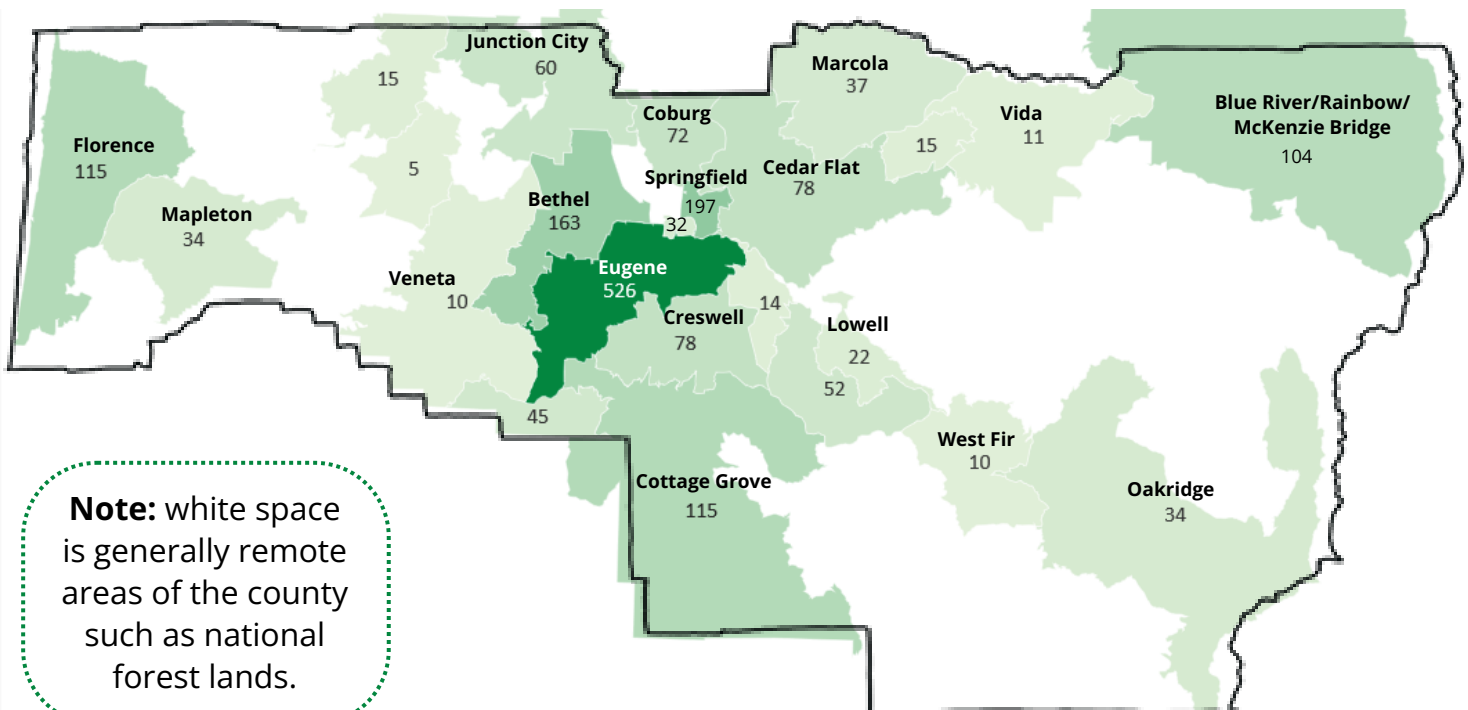 Junction City
60
15
Marcola
37
Blue River/Rainbow/
McKenzie Bridge
104
Vida
11
Coburg
72
Florence
115
15
5
Springfield
197
Cedar Flat
78
Bethel
163
Mapleton
34
32
Eugene
526
Veneta
10
14
Creswell
78
Lowell
22
52
45
West Fir
10
Cottage Grove
115
Oakridge
34
Note: white space
is generally remote
areas of the county
such as national
forest lands.